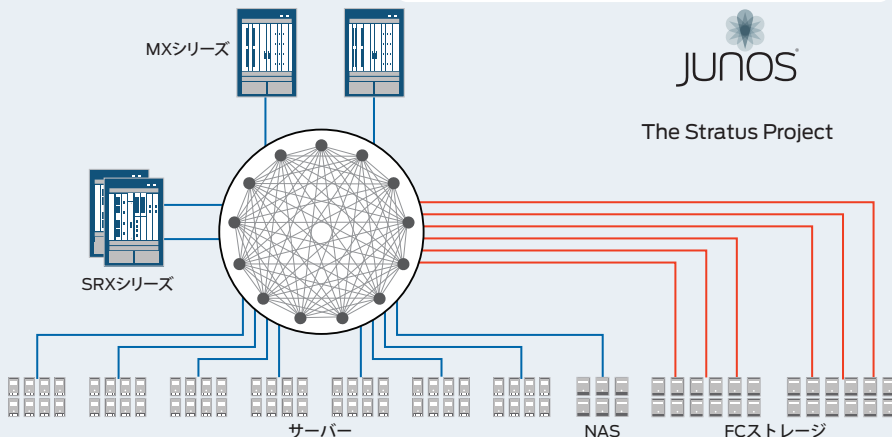 MXシリーズ
JUNOS
The Stratus Project
SRXシリーズ
サーバー
NAS
FCストレージ